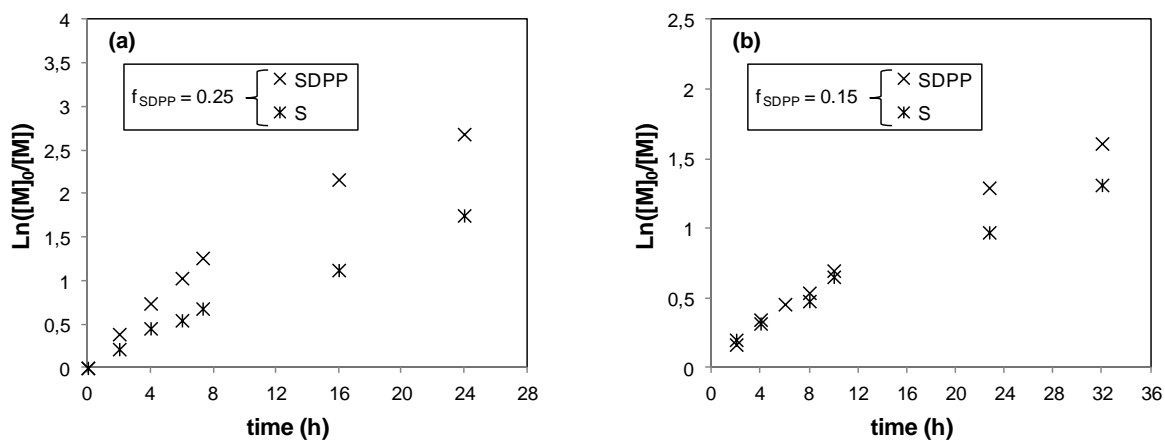 (a)
f_SDPP = 0.25
SDPP
S
4
3,5
3
2,5
2
1,5
1
0,5
0
Ln([M]₀/[M])
0 4 8 12 16 20 24 28
time (h)
(b)
f_SDPP = 0.15
SDPP
S
2,5
2
1,5
1
0,5
0
Ln([M]₀/[M])
0 4 8 12 16 20 24 28 32 36
time (h)